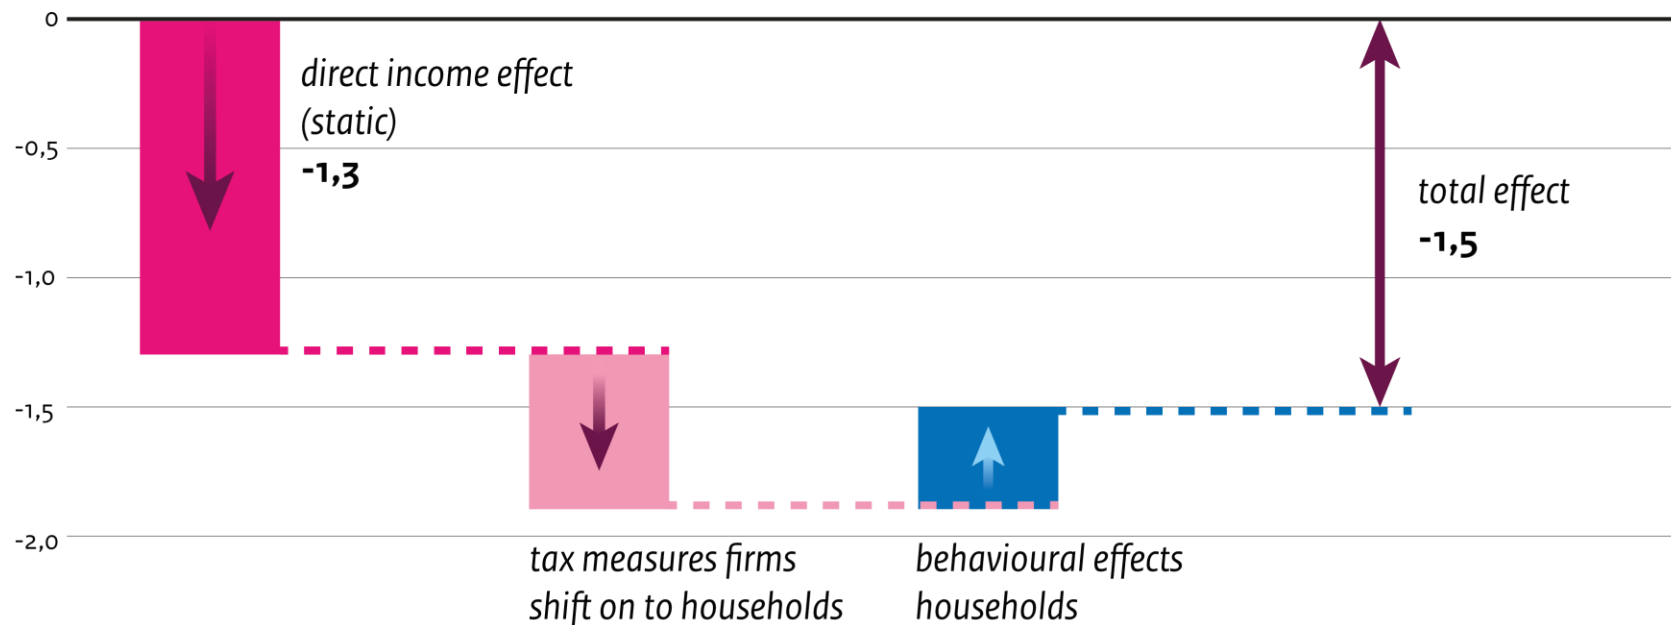 0
-0,5
-1,0
-1,5
-2,0
direct income effect
(static)
-1,3
total effect
-1,5
tax measures firms
shift on to households
behavioural effects
households